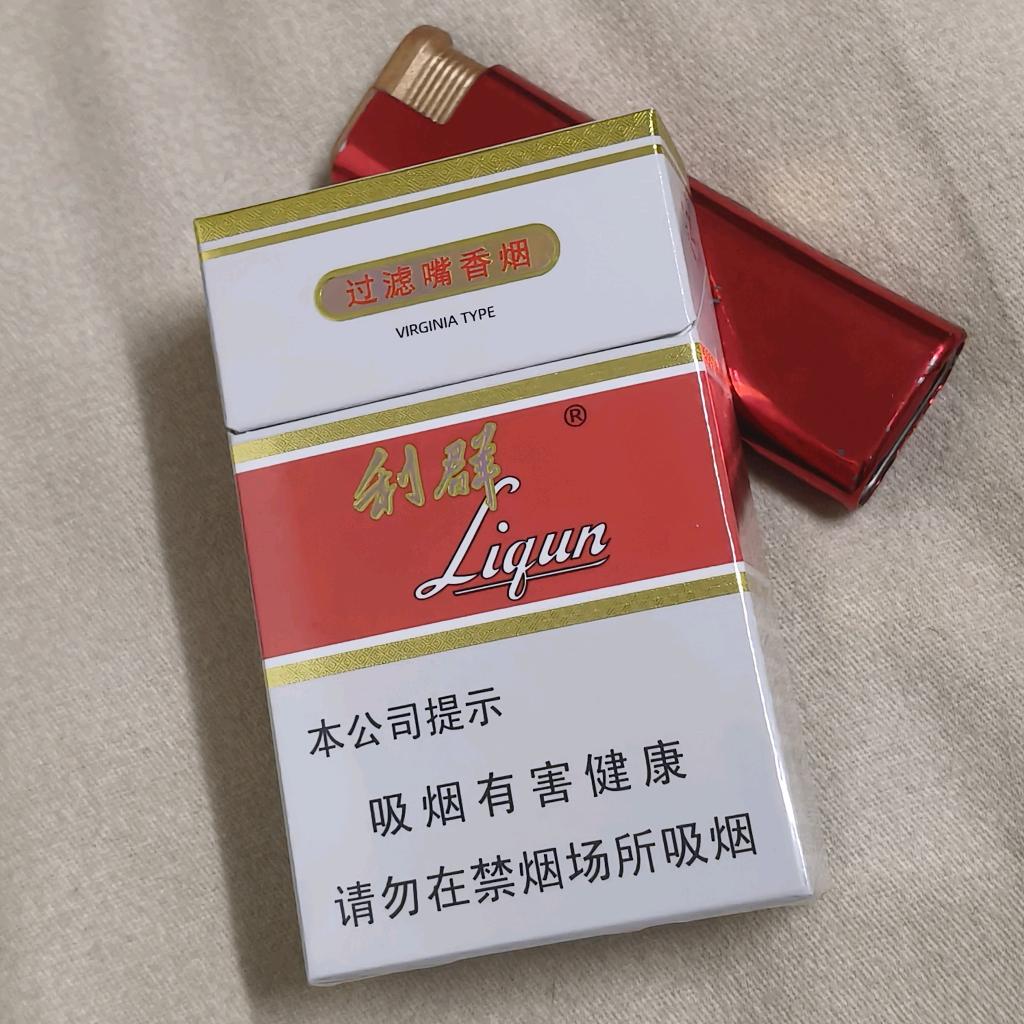 过滤嘴香烟
VIRGINIA TYPE
®
利群
Liqun
本公司提示
吸烟有害健康
请勿在禁烟场所吸烟